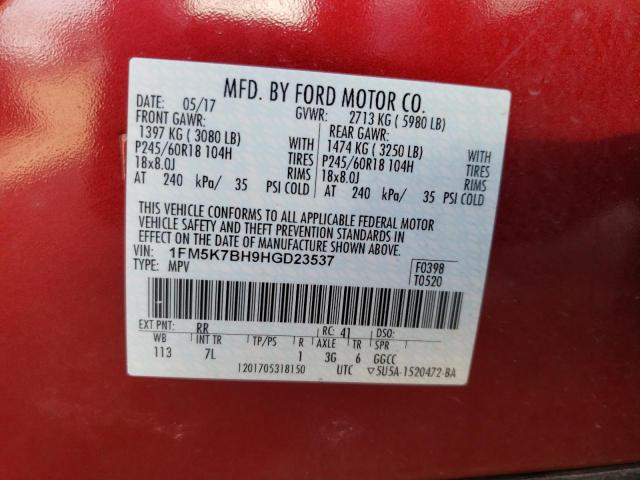 MFD. BY FORD MOTOR CO.
DATE: 05/17 GVWR: 2713 KG ( 5980 LB)
FRONT GAWR: REAR GAWR:
1397 KG ( 3080 LB) WITH 1474 KG ( 3250 LB) WITH
P245/60R18 104H TIRES P245/60R18 104H TIRES
18x8.0J RIMS 18x8.0J RIMS
AT 240 kPa/ 35 PSI COLD AT 240 kPa/ 35 PSI COLD
THIS VEHICLE CONFORMS TO ALL APPLICABLE FEDERAL MOTOR
VEHICLE SAFETY AND THEFT PREVENTION STANDARDS IN
EFFECT ON THE DATE OF MANUFACTURE SHOWN ABOVE.
VIN: 1FM5K7BH9HGD23537
TYPE: MPV F0398
T0520
EXT PNT: RR RC: 41 DSO:
WB INT TR TP/PS R AXLE TR SPR
113 7L 1 3G 6 GGCC
1201705318150 UTC ▽5U5A-1520472-BA